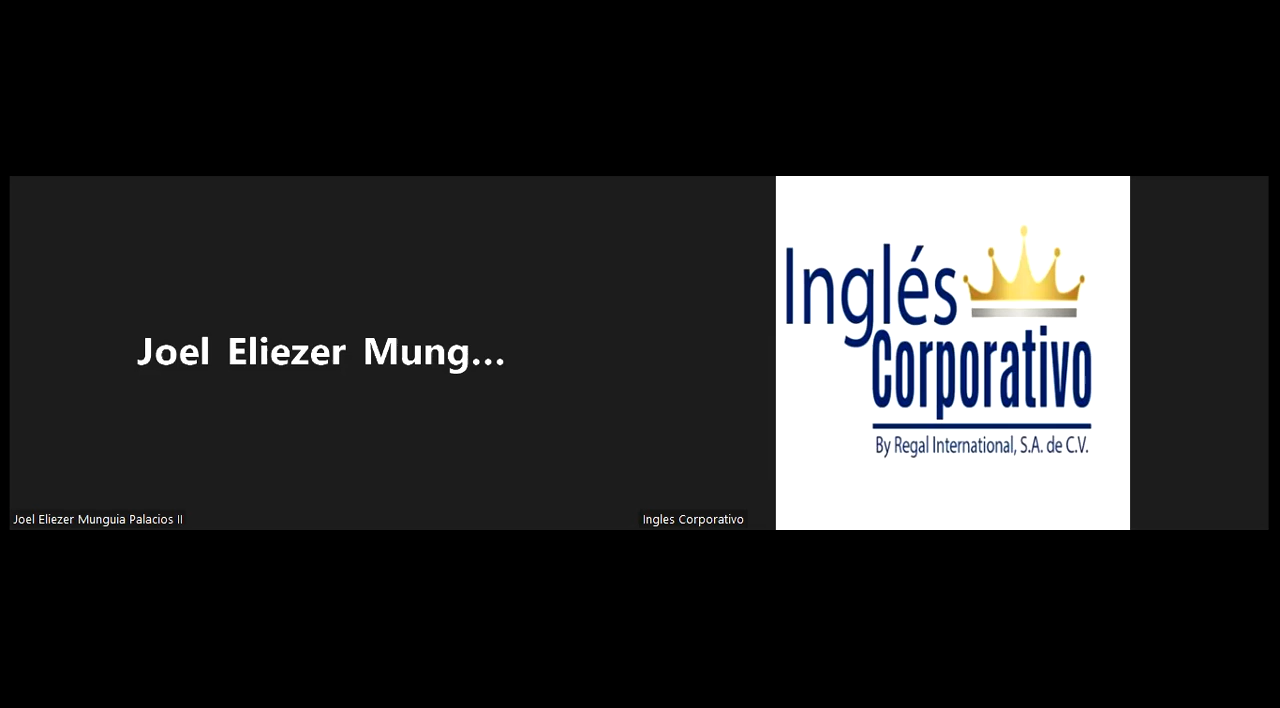 Joel Eliezer Mung...
Joel Eliezer Munguia Palacios II
Inglés
Corporativo
By Regal International, S.A. de C.V.
Ingles Corporativo